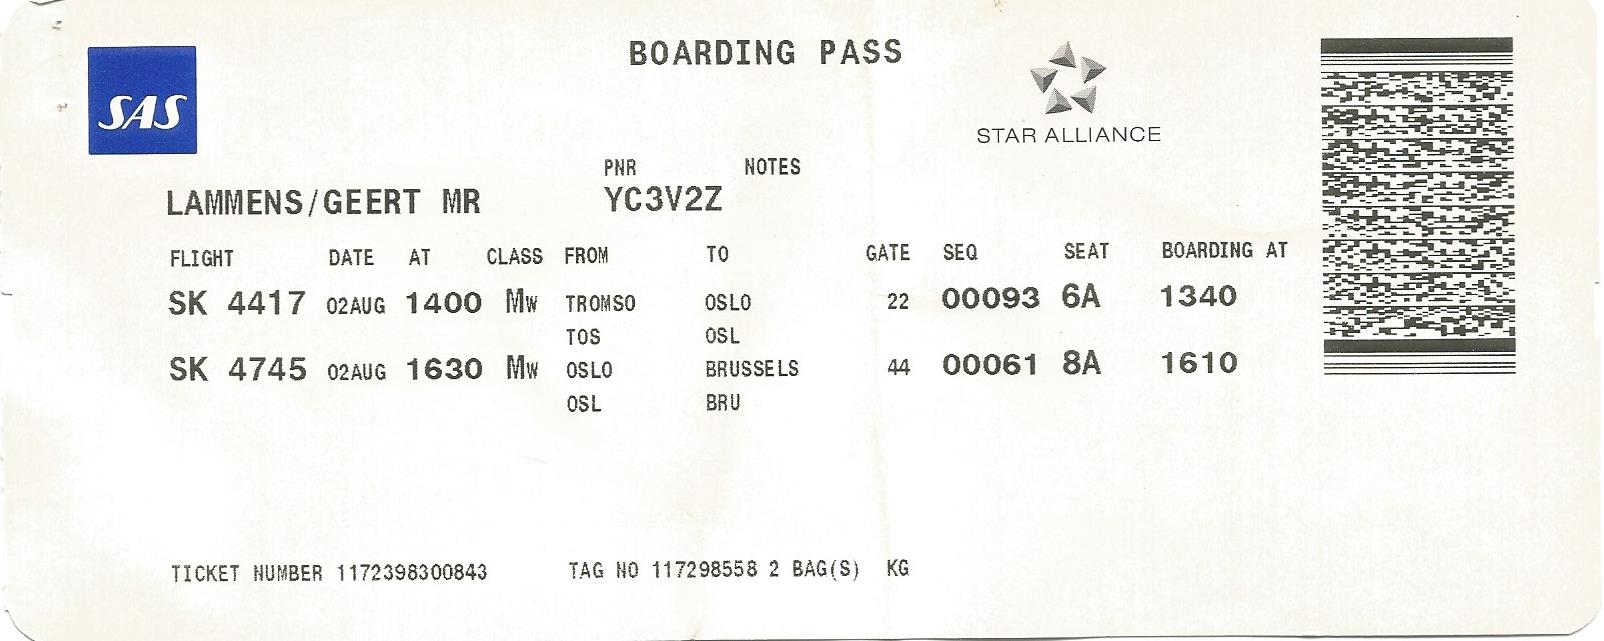 SAS
BOARDING PASS
STAR ALLIANCE
PNR NOTES
LAMMENS/GEERT MR YC3V2Z
FLIGHT DATE AT CLASS FROM TO GATE SEQ SEAT BOARDING AT
SK 4417 02AUG 1400 Mw TROMSO OSLO 22 00093 6A 1340
TOS OSL
SK 4745 02AUG 1630 Mw OSLO BRUSSELS 44 00061 8A 1610
OSL BRU
TICKET NUMBER 1172398300843 TAG NO 117298558 2 BAG(S) KG